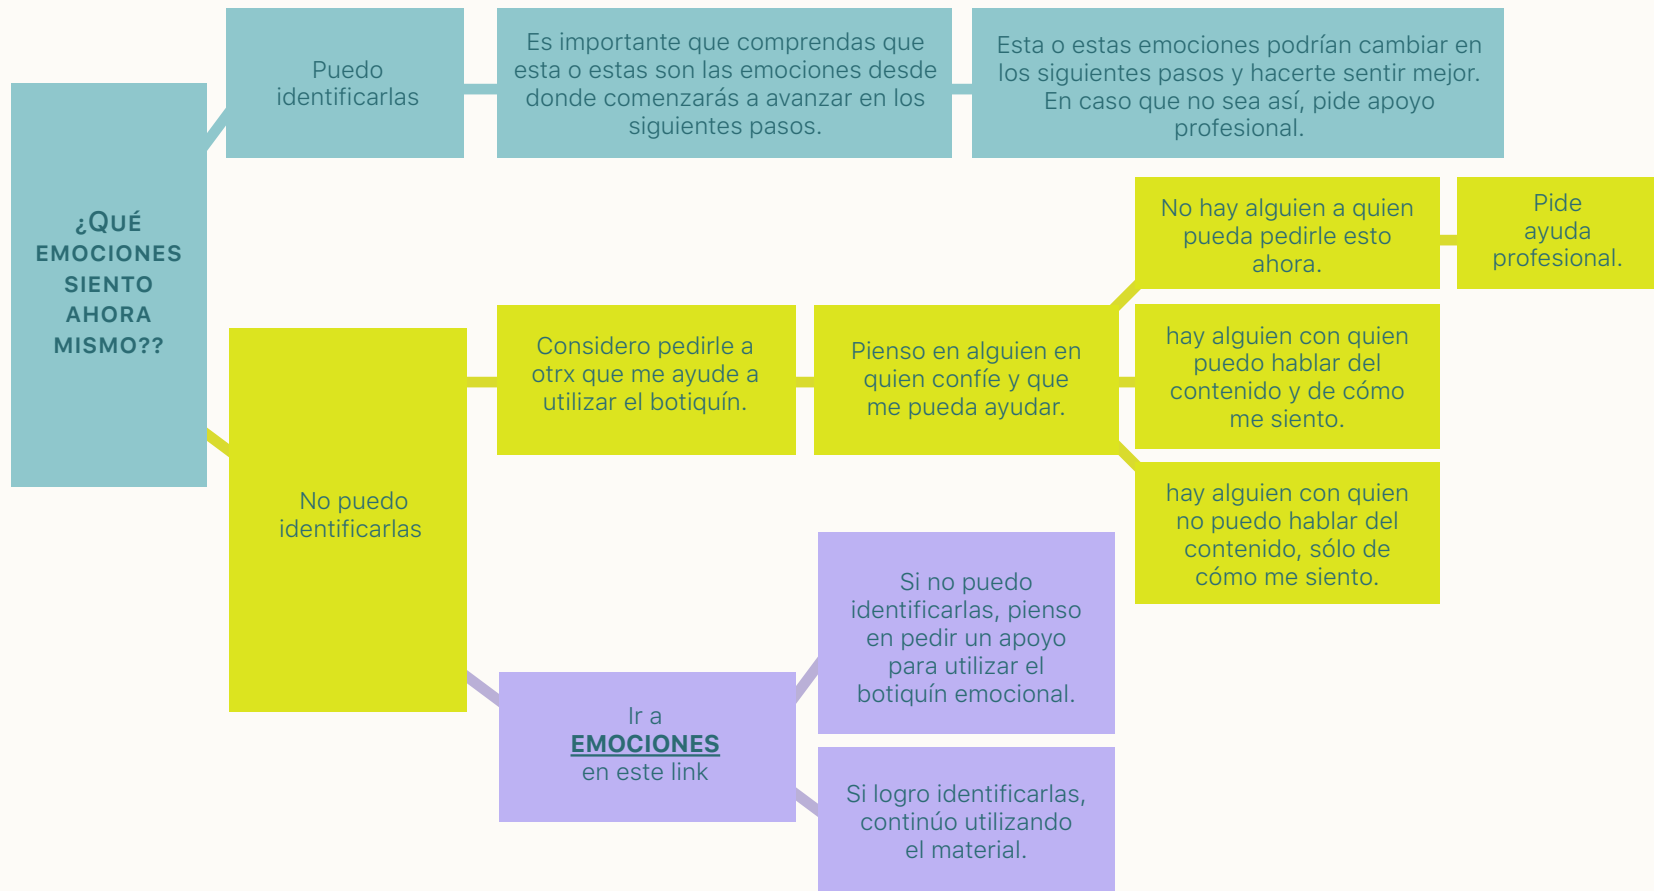 Puedo
identificarlas
Es importante que comprendas que
esta o estas son las emociones desde
donde comenzarás a avanzar en los
siguientes pasos.
Esta o estas emociones podrían cambiar en
los siguientes pasos y hacerte sentir mejor.
En caso que no sea así, pide apoyo
profesional.
¿QUÉ
EMOCIONES
SIENTO
AHORA
MISMO??
No puedo
identificarlas
Considero pedirle a
otrx que me ayude a
utilizar el botiquín.
Pienso en alguien en
quien confíe y que
me pueda ayudar.
No hay alguien a quien
pueda pedirle esto
ahora.
Pide
ayuda
profesional.
hay alguien con quien
puedo hablar del
contenido y de cómo
me siento.
hay alguien con quien
no puedo hablar del
contenido, sólo de
cómo me siento.
Ir a
EMOCIONES
en este link
Si no puedo
identificarlas, pienso
en pedir un apoyo
para utilizar el
botiquín emocional.
Si logro identificarlas,
continúo utilizando
el material.